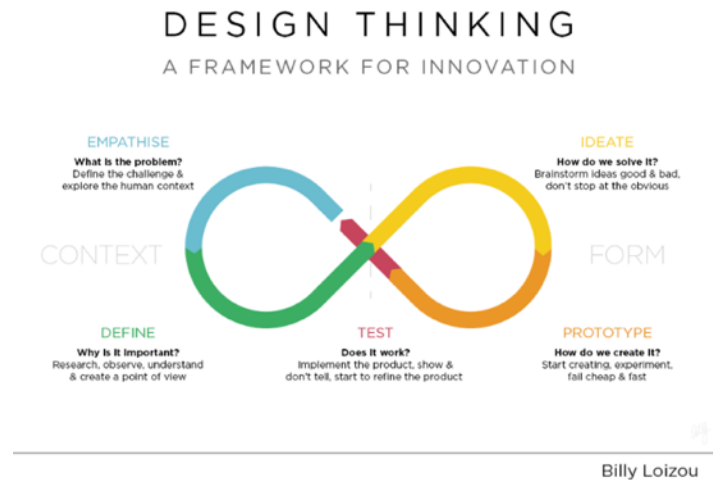 DESIGN THINKING
A FRAMEWORK FOR INNOVATION
EMPATHISE
What is the problem?
Define the challenge &
explore the human context
IDEATE
How do we solve it?
Brainstorm ideas good & bad,
don't stop at the obvious
CONTEXT
FORM
DEFINE
Why is it important?
Research, observe, understand
& create a point of view
TEST
Does it work?
Implement the product, show &
don't tell, start to refine the product
PROTOTYPE
How do we create it?
Start creating, experiment,
fail cheap & fast
Billy Loizou